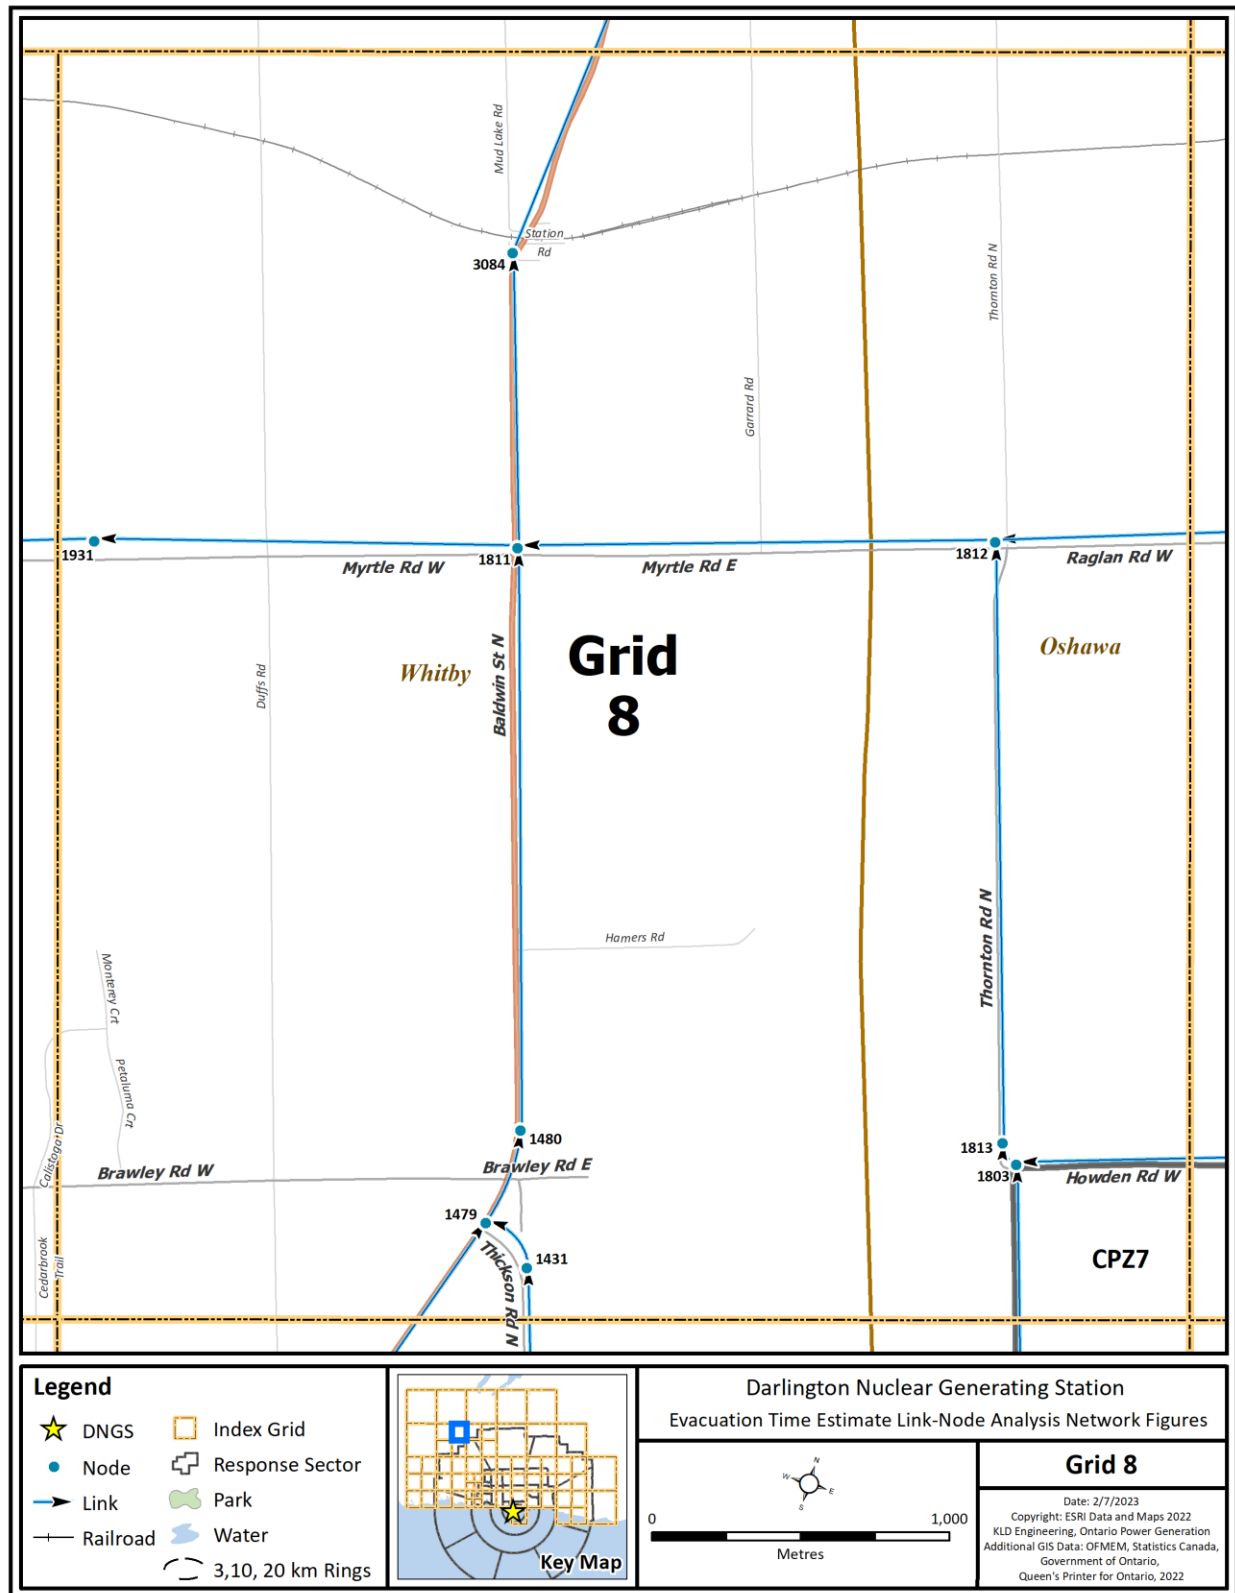 Mud Lake Rd
Station
Rd
3084
Thornton Rd N
Garrard Rd
1931
Myrtle Rd W
1811
Myrtle Rd E
1812
Raglan Rd W
Whitby
Baldwin St N
Grid
8
Oshawa
Duffs Rd
Hamers Rd
Thornton Rd N
Monterey Crt
Petaluma Crt
Calistoga Dr
1480
1813
Brawley Rd W
Brawley Rd E
1803
Howden Rd W
1479
Thickson Rd N
1431
Cedarbrook
Trail
CPZ7
Legend
DNGS
Node
Link
Railroad
Index Grid
Response Sector
Park
Water
3,10, 20 km Rings
Key Map
Darlington Nuclear Generating Station
Evacuation Time Estimate Link-Node Analysis Network Figures
N
W
E
S
0
1,000
Metres
Grid 8
Date: 2/7/2023
Copyright: ESRI Data and Maps 2022
KLD Engineering, Ontario Power Generation
Additional GIS Data: OFMEM, Statistics Canada,
Government of Ontario,
Queen's Printer for Ontario, 2022